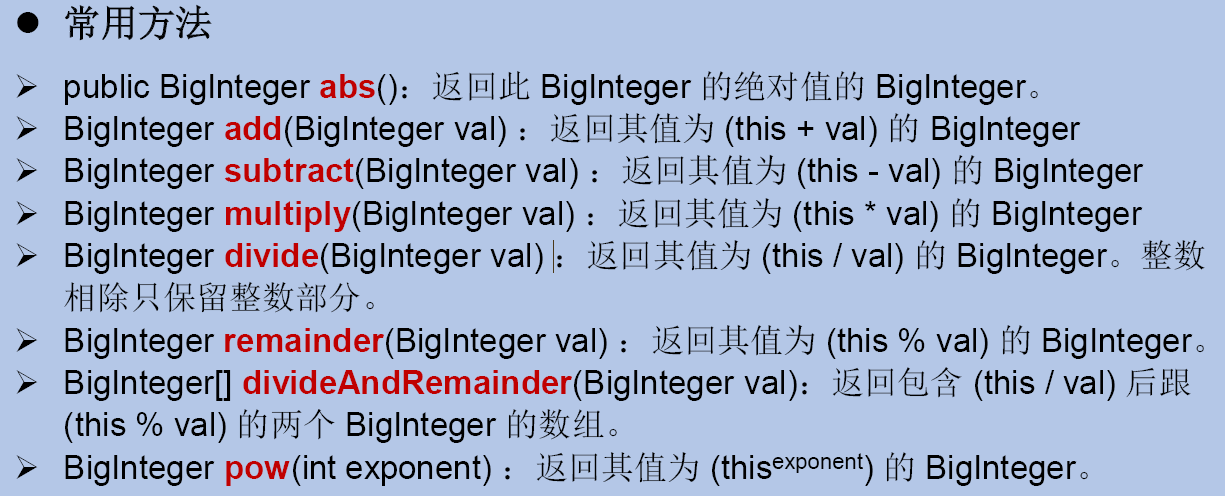 ● 常用方法
➢ public BigInteger abs()：返回此 BigInteger 的绝对值的 BigInteger。
➢ BigInteger add(BigInteger val) ：返回其值为 (this + val) 的 BigInteger
➢ BigInteger subtract(BigInteger val) ：返回其值为 (this - val) 的 BigInteger
➢ BigInteger multiply(BigInteger val) ：返回其值为 (this * val) 的 BigInteger
➢ BigInteger divide(BigInteger val) ：返回其值为 (this / val) 的 BigInteger。整数
相除只保留整数部分。
➢ BigInteger remainder(BigInteger val) ：返回其值为 (this % val) 的 BigInteger。
➢ BigInteger[] divideAndRemainder(BigInteger val)：返回包含 (this / val) 后跟
(this % val) 的两个 BigInteger 的数组。
➢ BigInteger pow(int exponent) ：返回其值为 (thisexponent) 的 BigInteger。